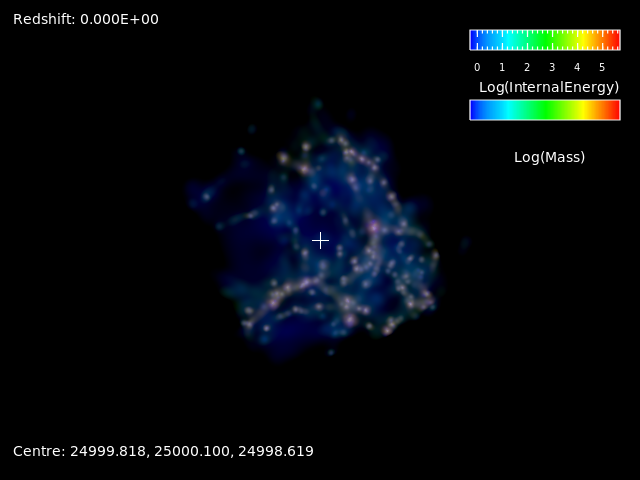 Redshift: 0.000E+00
0 1 2 3 4 5
Log(InternalEnergy)
Log(Mass)
Centre: 24999.818, 25000.100, 24998.619